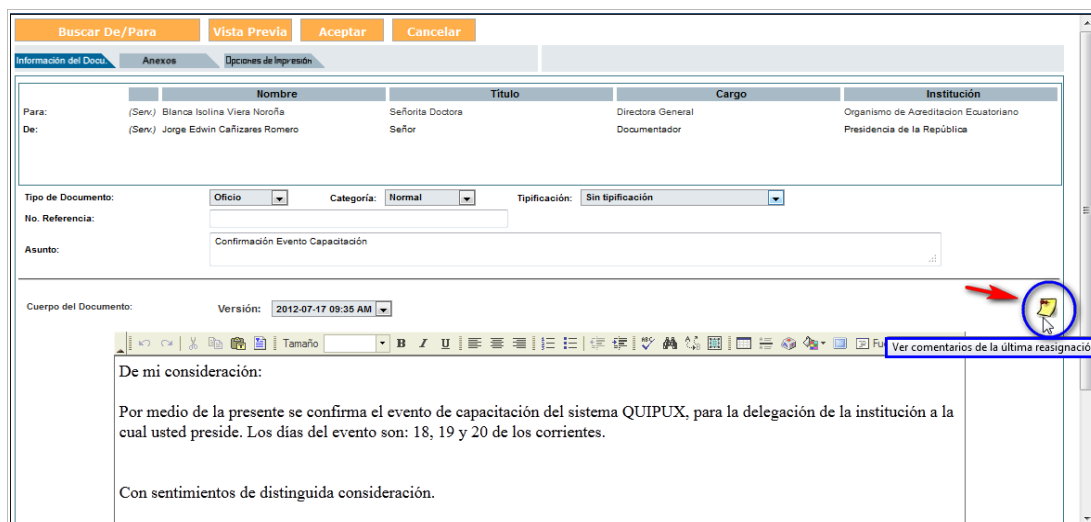 Buscar De/Para Vista Previa Aceptar Cancelar
Información del Docu. Anexos Opciones de Impresión
Nombre Título Cargo Institución
Para: (Serv.) Blanca Isolina Viera Noroña Señorita Doctora Directora General Organismo de Acreditacion Ecuatoriano
De: (Serv.) Jorge Edwin Cañizares Romero Señor Documentador Presidencia de la República
Tipo de Documento: Oficio Categoría: Normal Tipificación: Sin tipificación
No. Referencia:
Asunto: Confirmación Evento Capacitación
Cuerpo del Documento: Versión: 2012-07-17 09:35 AM
Tamaño B I U Fu
Ver comentarios de la última reasignació
De mi consideración:
Por medio de la presente se confirma el evento de capacitación del sistema QUIPUX, para la delegación de la institución a la
cual usted preside. Los días del evento son: 18, 19 y 20 de los corrientes.
Con sentimientos de distinguida consideración.